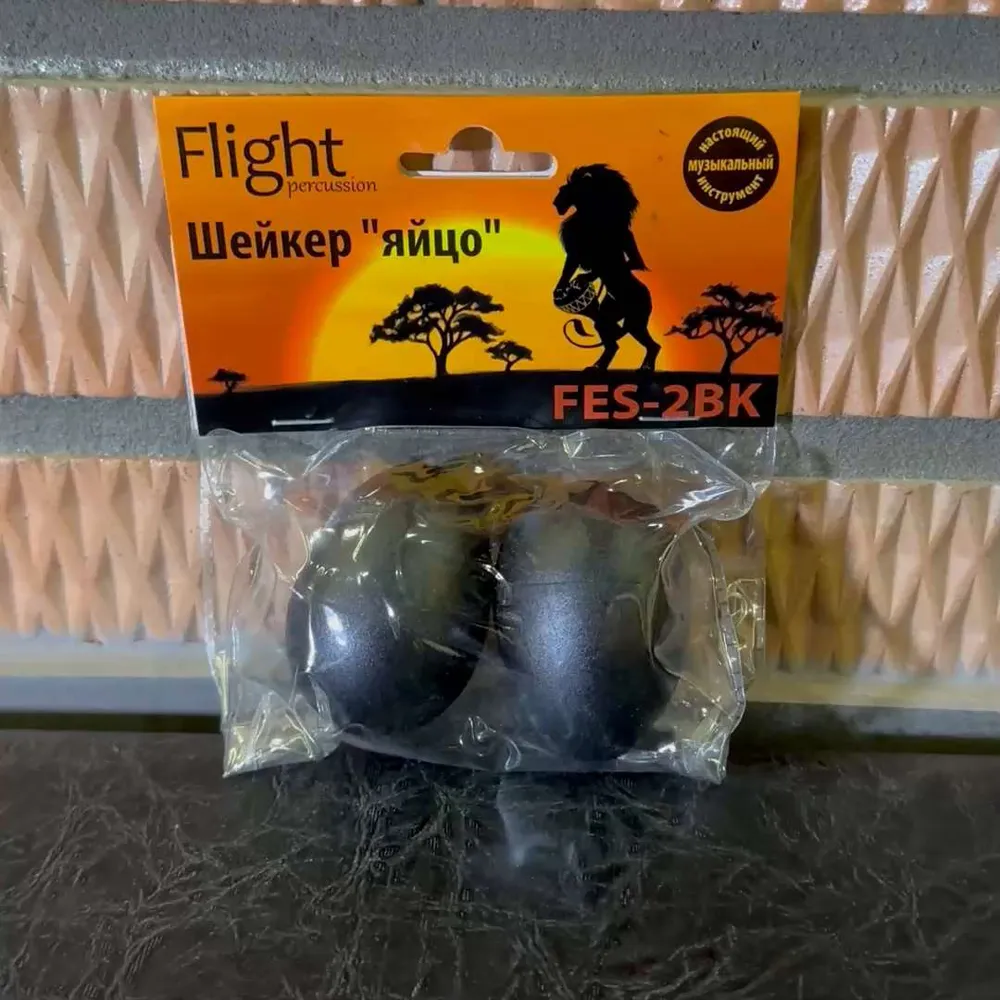 Flight
percussion
настоящий
музыкальный
инструмент
Шейкер "яйцо"
FES-2BK